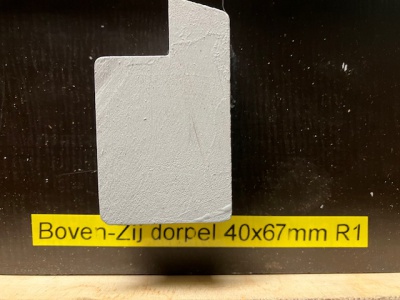 Boven-Zij dorpel 40x67mm R1